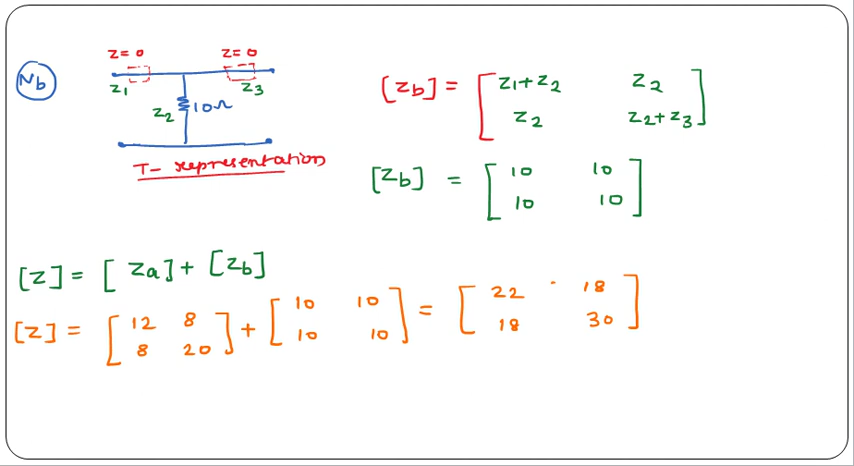 Nb
Z=0 Z=0
Z1 Z3
Z2 10Ω
T- representation
[Zb] = [Z1+Z2 Z2
Z2 Z2+Z3]
[Zb] = [10 10
10 10]
[Z] = [Za] + [Zb]
[Z] = [12 8
8 20] + [10 10
10 10] = [22 18
18 30]